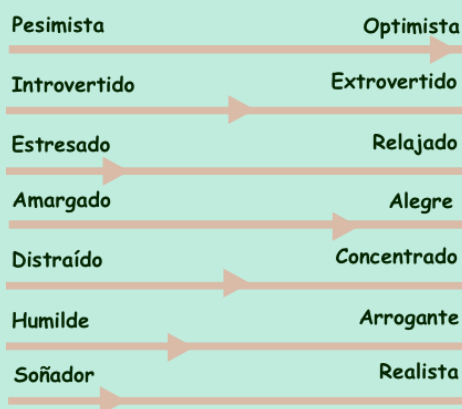 Pesimista Optimista
Introvertido Extrovertido
Estresado Relajado
Amargado Alegre
Distraído Concentrado
Humilde Arrogante
Soñador Realista